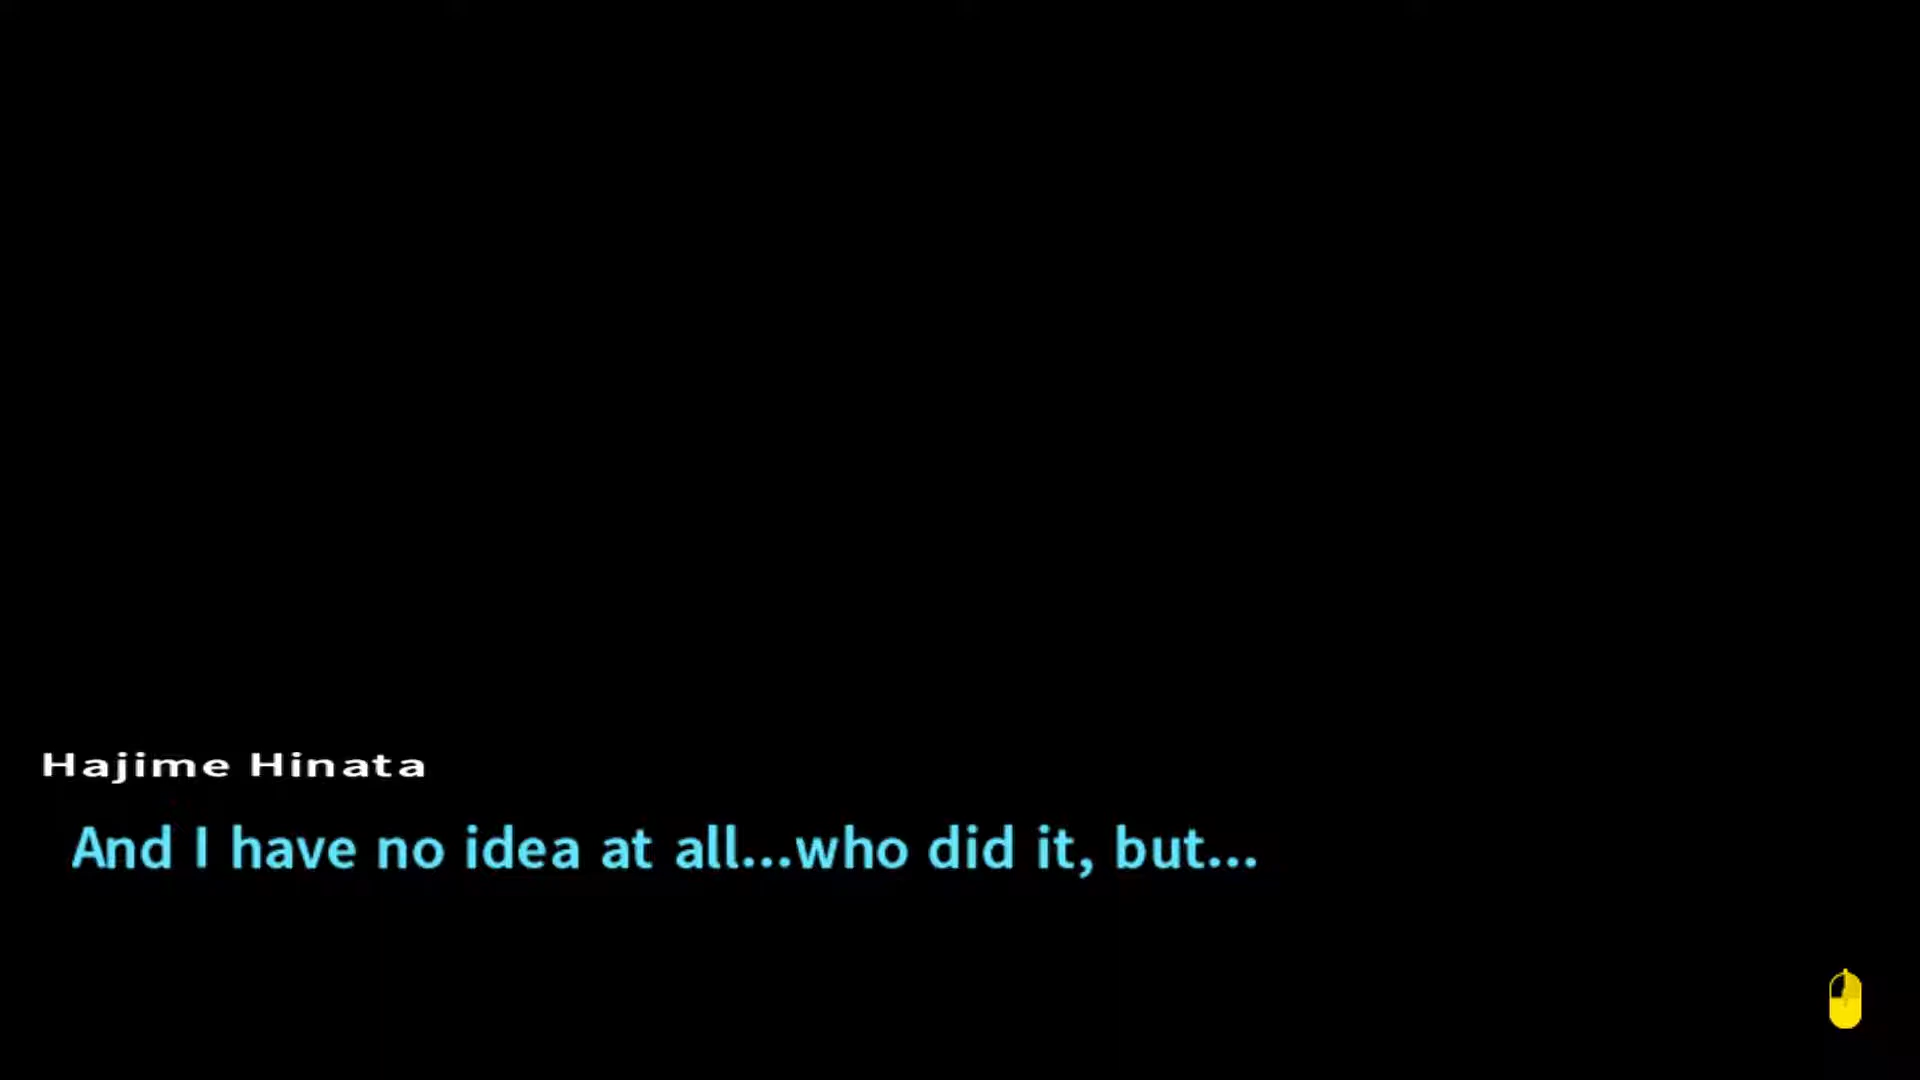 Hajime Hinata
And I have no idea at all...who did it, but...